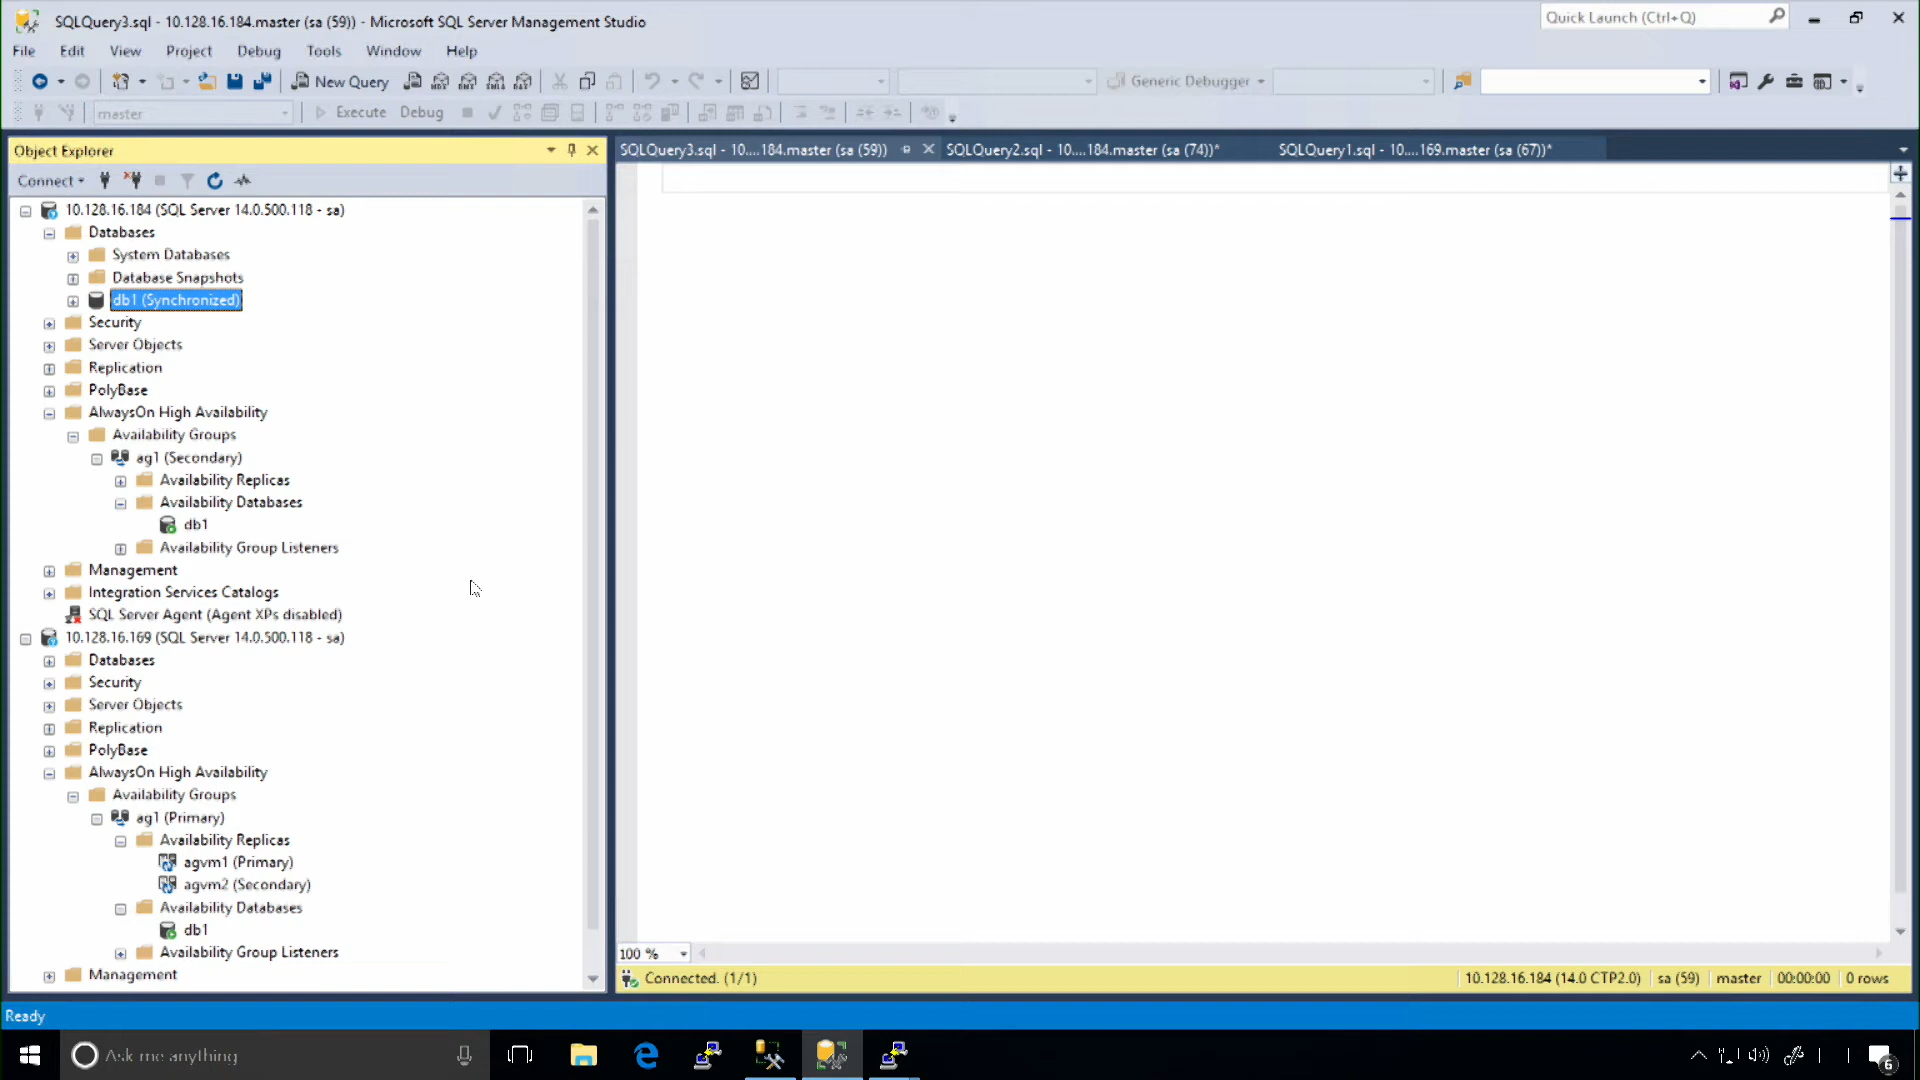 SQLQuery3.sql - 10.128.16.184.master (sa (59)) - Microsoft SQL Server Management Studio
Quick Launch (Ctrl+Q)
File Edit View Project Debug Tools Window Help
New Query
Generic Debugger
master
Execute Debug
Object Explorer
SQLQuery3.sql - 10....184.master (sa (59))
SQLQuery2.sql - 10....184.master (sa (74))*
SQLQuery1.sql - 10....169.master (sa (67))*
Connect
10.128.16.184 (SQL Server 14.0.500.118 - sa)
Databases
System Databases
Database Snapshots
db1 (Synchronized)
Security
Server Objects
Replication
PolyBase
AlwaysOn High Availability
Availability Groups
ag1 (Secondary)
Availability Replicas
Availability Databases
db1
Availability Group Listeners
Management
Integration Services Catalogs
SQL Server Agent (Agent XPs disabled)
10.128.16.169 (SQL Server 14.0.500.118 - sa)
Databases
Security
Server Objects
Replication
PolyBase
AlwaysOn High Availability
Availability Groups
ag1 (Primary)
Availability Replicas
agvm1 (Primary)
agvm2 (Secondary)
Availability Databases
db1
Availability Group Listeners
Management
100 %
Connected. (1/1)
10.128.16.184 (14.0 CTP2.0)
sa (59)
master
00:00:00
0 rows
Ready
Ask me anything
6